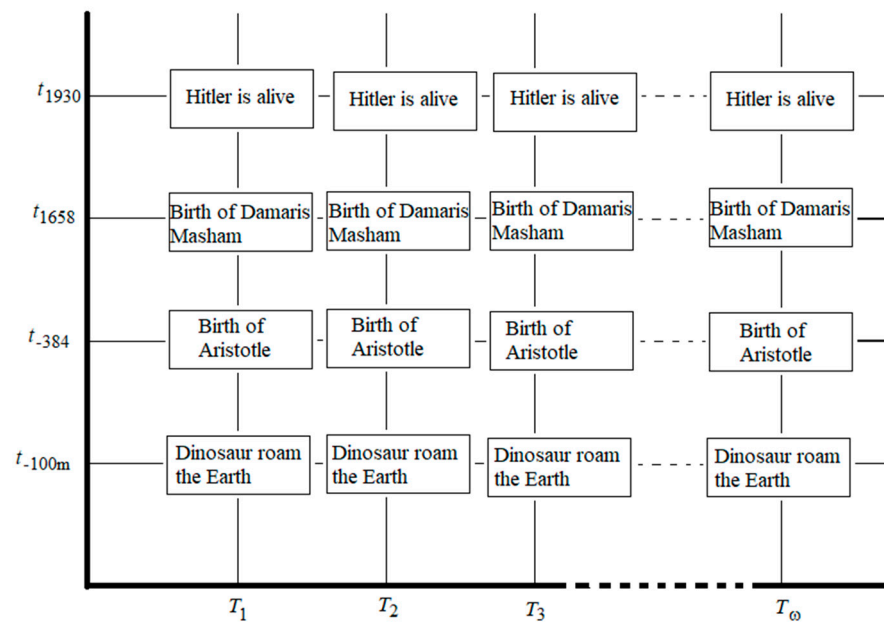 t1930
Hitler is alive
Hitler is alive
Hitler is alive
Hitler is alive
t1658
Birth of Damaris
Masham
Birth of Damaris
Masham
Birth of Damaris
Masham
Birth of Damaris
Masham
t-384
Birth of
Aristotle
Birth of
Aristotle
Birth of
Aristotle
Birth of
Aristotle
t-100m
Dinosaur roam
the Earth
Dinosaur roam
the Earth
Dinosaur roam
the Earth
Dinosaur roam
the Earth
T1 T2 T3 Tω